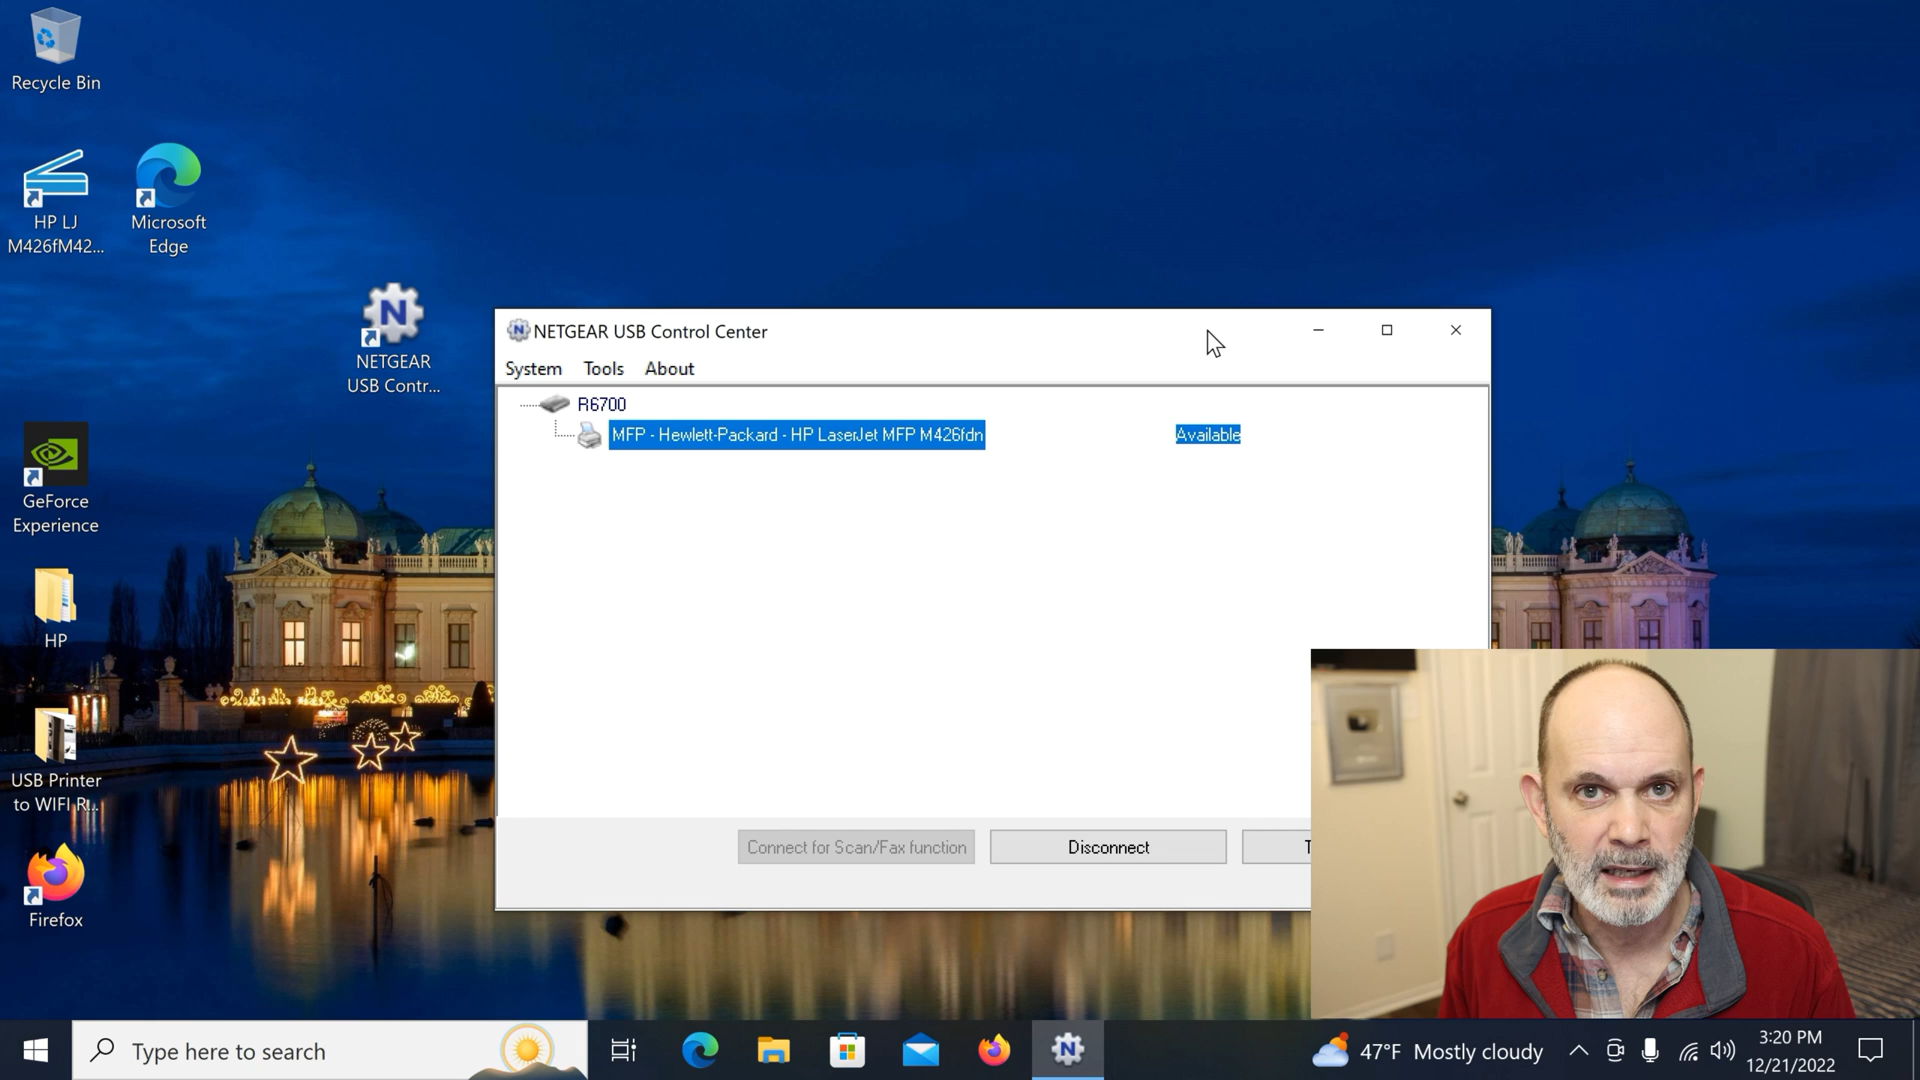 Recycle Bin
HP LJ
M426fM42...
Microsoft
Edge
NETGEAR
USB Contr...
GeForce
Experience
HP
USB Printer
to WIFI R...
Firefox
NETGEAR USB Control Center
System Tools About
R6700
MFP - Hewlett-Packard - HP LaserJet MFP M426fdn Available
Connect for Scan/Fax function Disconnect T
Type here to search
47°F Mostly cloudy
3:20 PM
12/21/2022